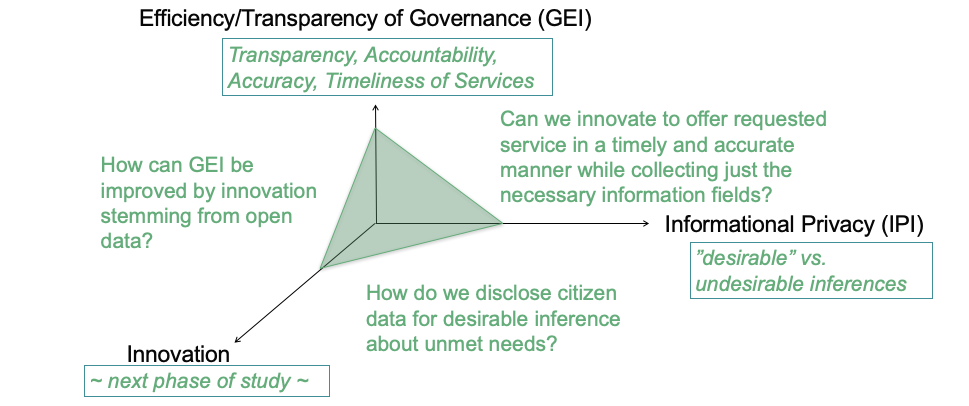 Efficiency/Transparency of Governance (GEI)
Transparency, Accountability,
Accuracy, Timeliness of Services
Can we innovate to offer requested
service in a timely and accurate
manner while collecting just the
necessary information fields?
How can GEI be
improved by innovation
stemming from open
data?
Informational Privacy (IPI)
”desirable” vs.
undesirable inferences
How do we disclose citizen
data for desirable inference
about unmet needs?
Innovation
~ next phase of study ~